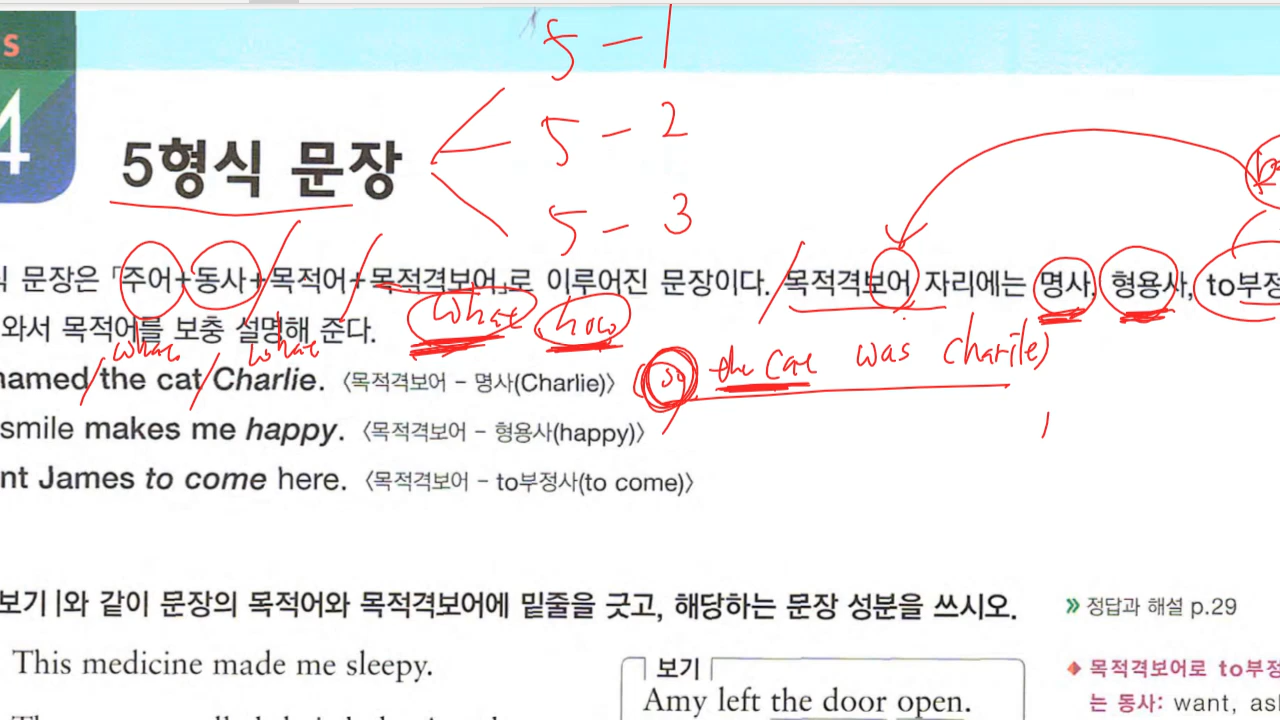 S
5 - 1
4
5형식 문장
5 - 2
5 - 3
식 문장은 「주어+동사+목적어+목적격보어」로 이루어진 문장이다. 목적격보어 자리에는 명사, 형용사, to부정
와서 목적어를 보충 설명해 준다.
what how
what what
named the cat Charlie. 〈목적격보어 - 명사(Charlie)〉
so the cat was charlie)
smile makes me happy. 〈목적격보어 - 형용사(happy)〉
nt James to come here. 〈목적격보어 - to부정사(to come)〉
보기 |와 같이 문장의 목적어와 목적격보어에 밑줄을 긋고, 해당하는 문장 성분을 쓰시오.
» 정답과 해설 p.29
This medicine made me sleepy.
보기
목적격보어로 to부정
Amy left the door open.
는 동사: want, ask